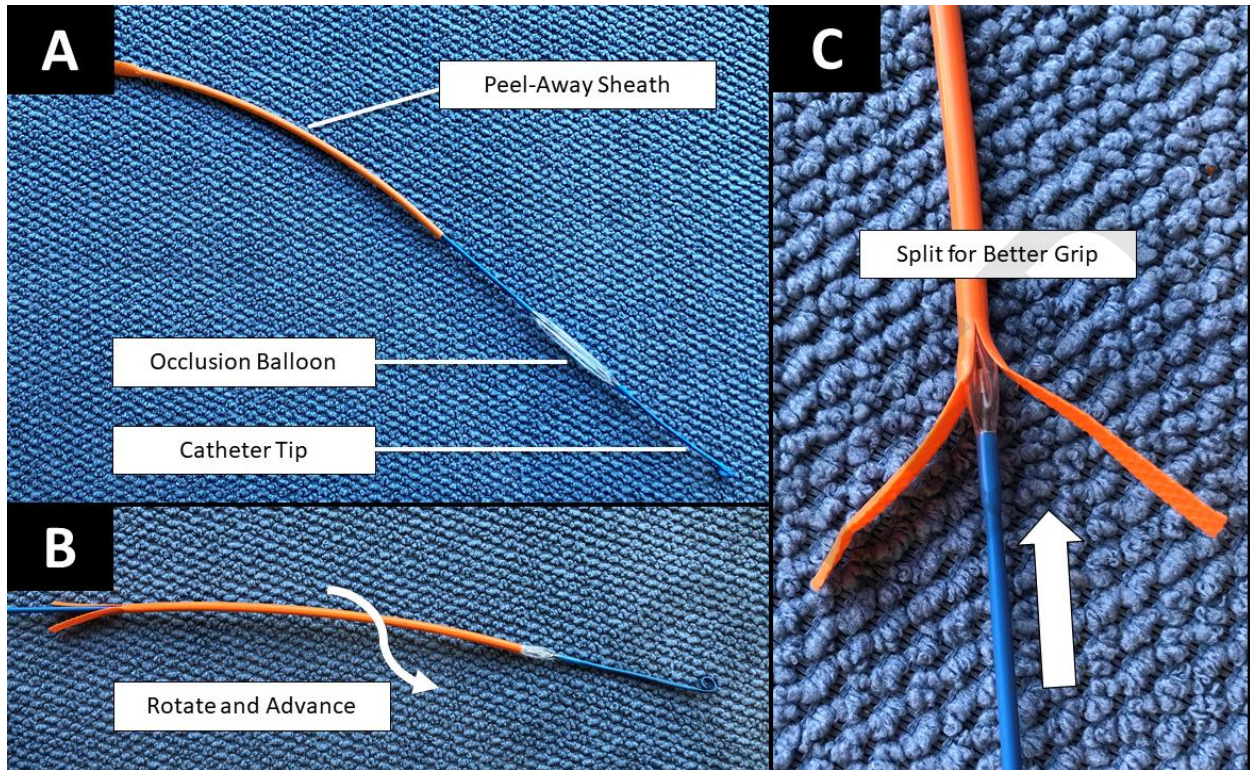 A
Peel-Away Sheath
Occlusion Balloon
Catheter Tip
B
Rotate and Advance
C
Split for Better Grip